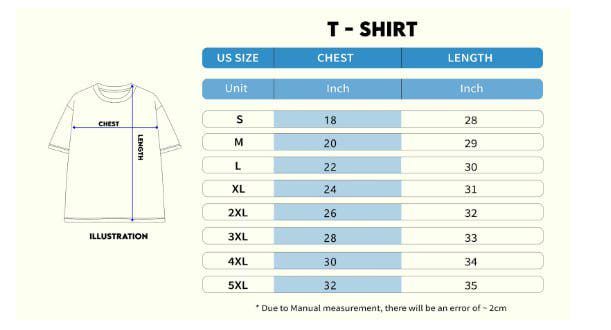 T - SHIRT
US SIZE CHEST LENGTH
Unit Inch Inch
S 18 28
M 20 29
L 22 30
XL 24 31
2XL 26 32
3XL 28 33
4XL 30 34
5XL 32 35
CHEST
LENGTH
ILLUSTRATION
* Due to Manual measurement, there will be an error of ~ 2cm